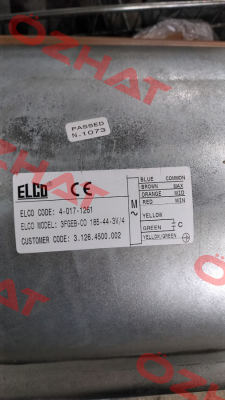 PASSED
N.1073
ELCO CE
ELCO CODE: 4-017-1261
ELCO MODEL: 3FGEB-CO 185-44-3V/4
CUSTOMER CODE: 3.126.4500.002
M
~
BLUE COMMON
BROWN MAX
ORANGE MID
RED MIN
YELLOW
GREEN C
YELLOW/GREEN
OZHAT
OZHAT
OZHAT